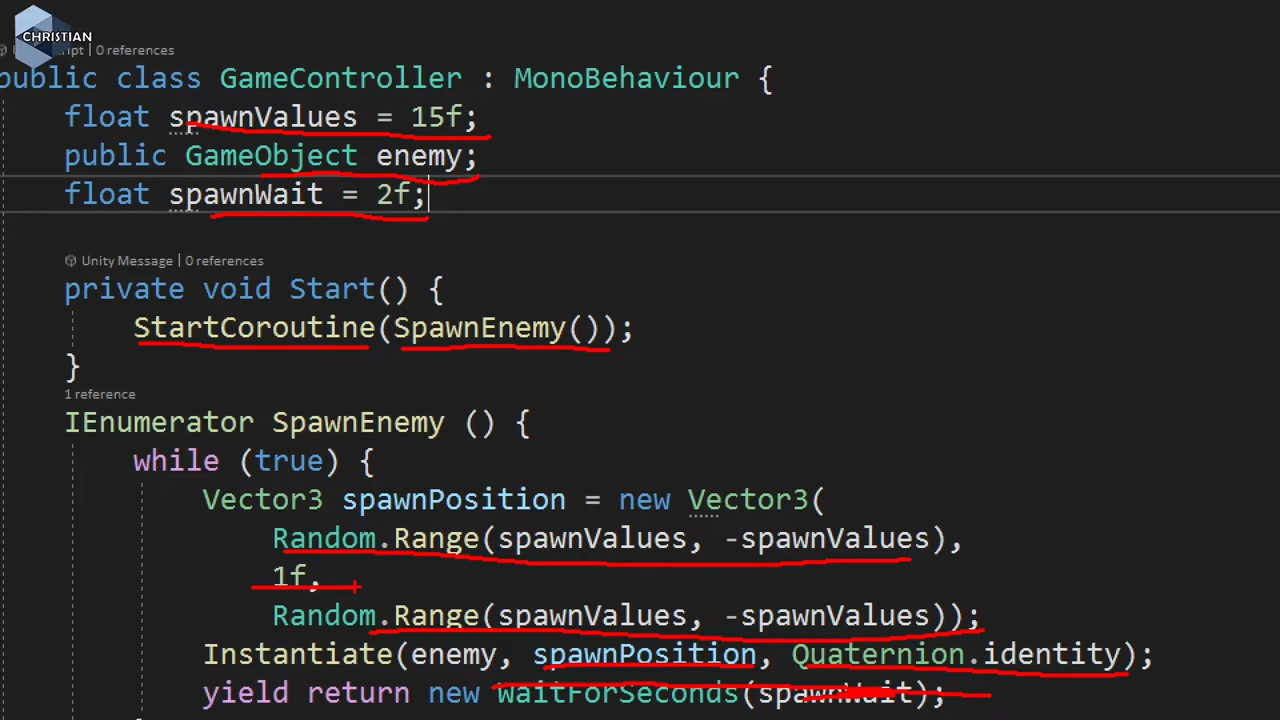 CHRISTIAN
ript | 0 references
public class GameController : MonoBehaviour {
float spawnValues = 15f;
public GameObject enemy;
float spawnWait = 2f;
Unity Message | 0 references
private void Start() {
StartCoroutine(SpawnEnemy());
}
1 reference
IEnumerator SpawnEnemy () {
while (true) {
Vector3 spawnPosition = new Vector3(
Random.Range(spawnValues, -spawnValues),
1f,
Random.Range(spawnValues, -spawnValues));
Instantiate(enemy, spawnPosition, Quaternion.identity);
yield return new WaitForSeconds(spawnWait);